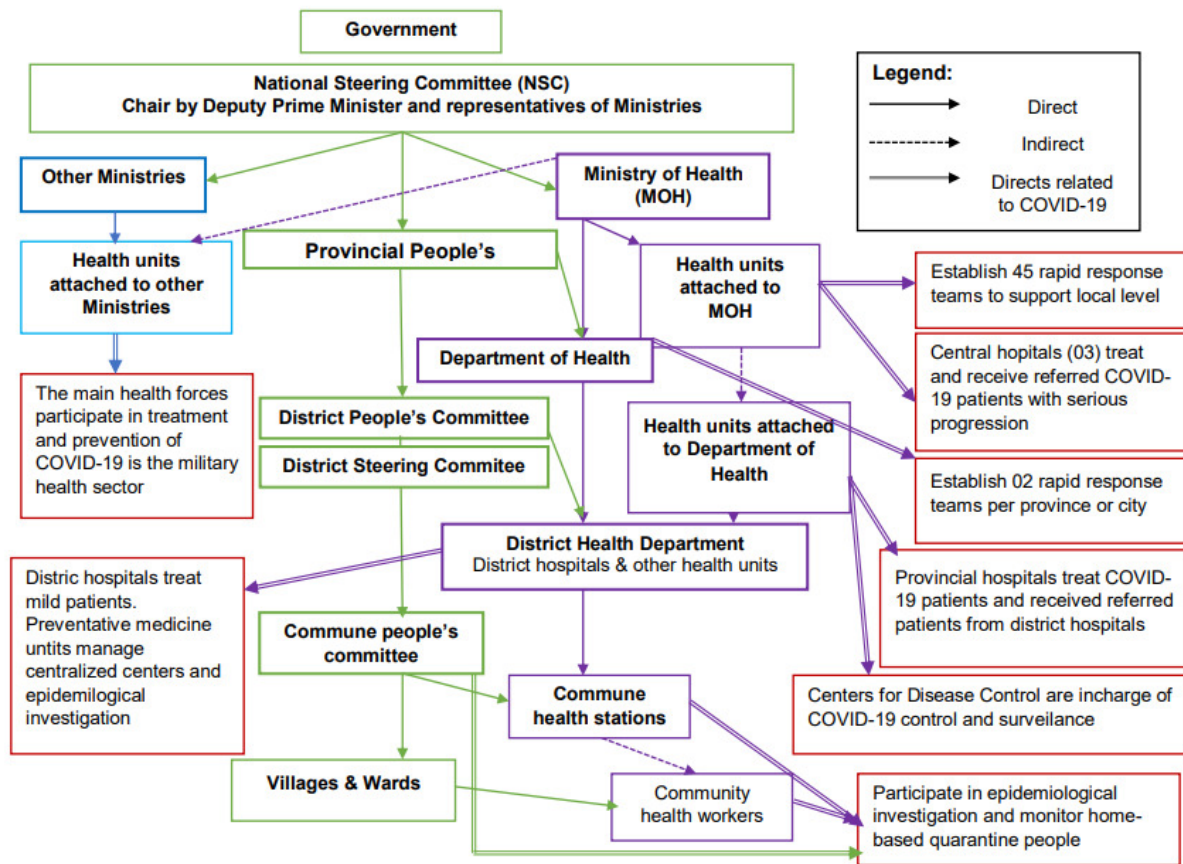 Government
National Steering Committee (NSC)
Chair by Deputy Prime Minister and representatives of Ministries
Legend:
Direct
Indirect
Directs related
to COVID-19
Other Ministries
Ministry of Health
(MOH)
Provincial People's
Health units
attached to other
Ministries
Health units
attached to
MOH
Establish 45 rapid response
teams to support local level
Department of Health
Central hopitals (03) treat
and receive referred COVID-
19 patients with serious
progression
The main health forces
participate in treatment
and prevention of
COVID-19 is the military
health sector
District People's Committee
District Steering Commitee
Health units attached
to Department of
Health
Establish 02 rapid response
teams per province or city
District Health Department
District hospitals & other health units
Distric hospitals treat
mild patients.
Preventative medicine
untits manage
centralized centers and
epidemilogical
investigation
Provincial hospitals treat COVID-
19 patients and received referred
patients from district hospitals
Commune people's
committee
Commune
health stations
Centers for Disease Control are incharge of
COVID-19 control and surveilance
Villages & Wards
Community
health workers
Participate in epidemiological
investigation and monitor home-
based quarantine people